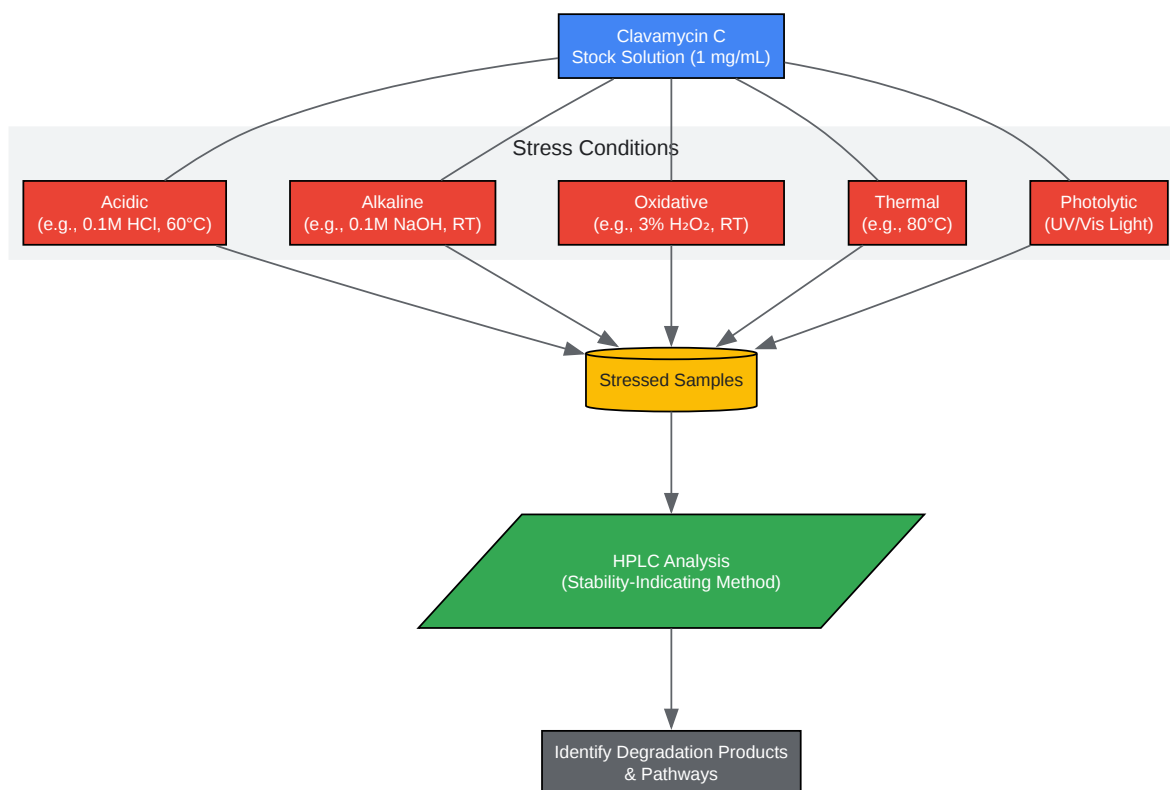 Clavamycin C
Stock Solution (1 mg/mL)
Stress Conditions
Acidic
(e.g., 0.1M HCl, 60°C)
Alkaline
(e.g., 0.1M NaOH, RT)
Oxidative
(e.g., 3% H₂O₂, RT)
Thermal
(e.g., 80°C)
Photolytic
(UV/Vis Light)
Stressed Samples
HPLC Analysis
(Stability-Indicating Method)
Identify Degradation Products
& Pathways